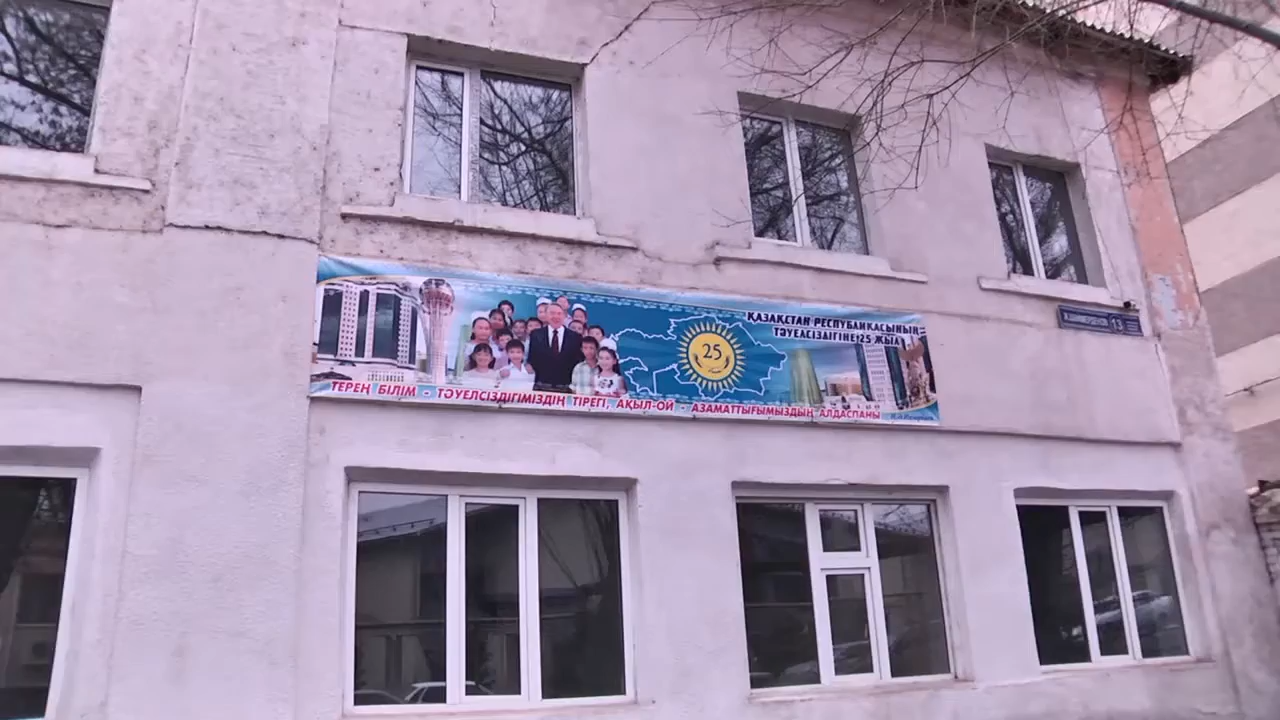 ҚАЗАҚСТАН РЕСПУБЛИКАСЫНЫҢ
ТӘУЕЛСІЗДІГІНЕ 25 ЖЫЛ
25
ТЕРЕҢ БІЛІМ - ТӘУЕЛСІЗДІГІМІЗДІҢ ТІРЕГІ, АҚЫЛ-ОЙ - АЗАМАТТЫҒЫМЫЗДЫҢ АЛДАСПАНЫ
13